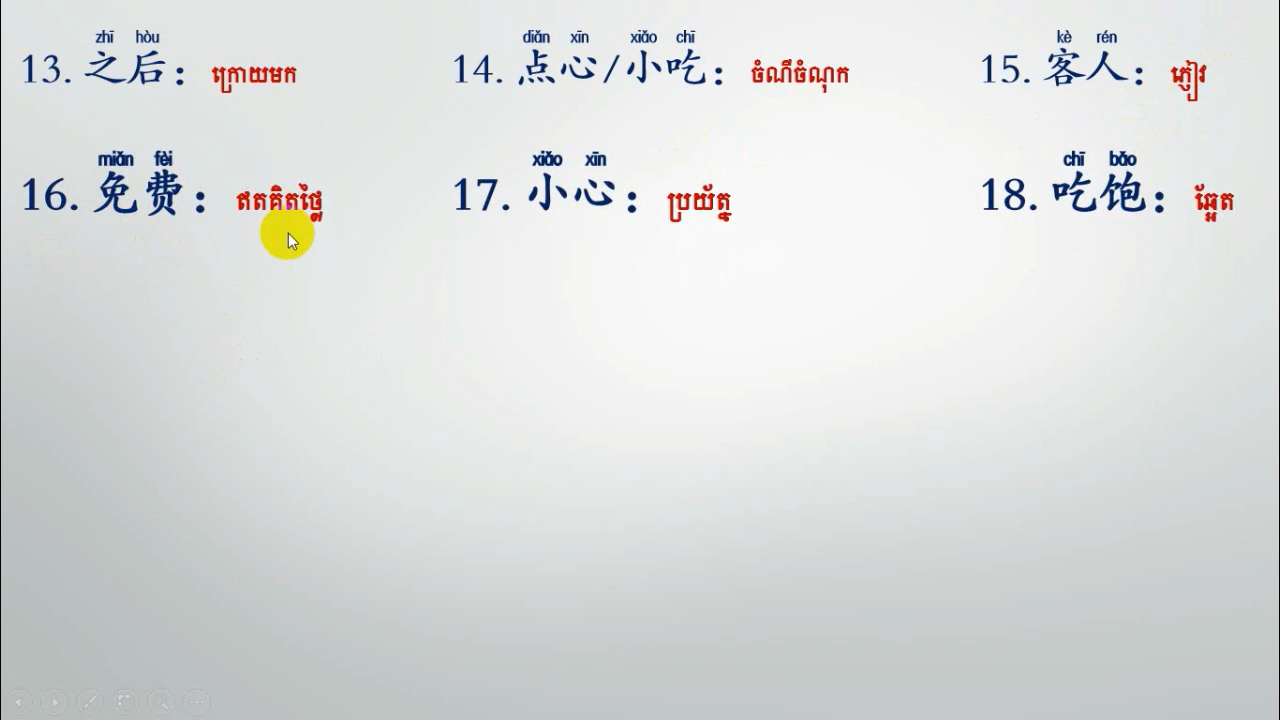 zhī hòu diǎn xīn xiǎo chī kè rén
13. 之后： ក្រោយមក 14. 点心/小吃： ចំណីចំណុក 15. 客人： ភ្ញៀវ
miǎn fèi xiǎo xīn chī bǎo
16. 免费： ឥតគិតថ្លៃ 17. 小心： ប្រយ័ត្ន 18. 吃饱： ឆ្អែត